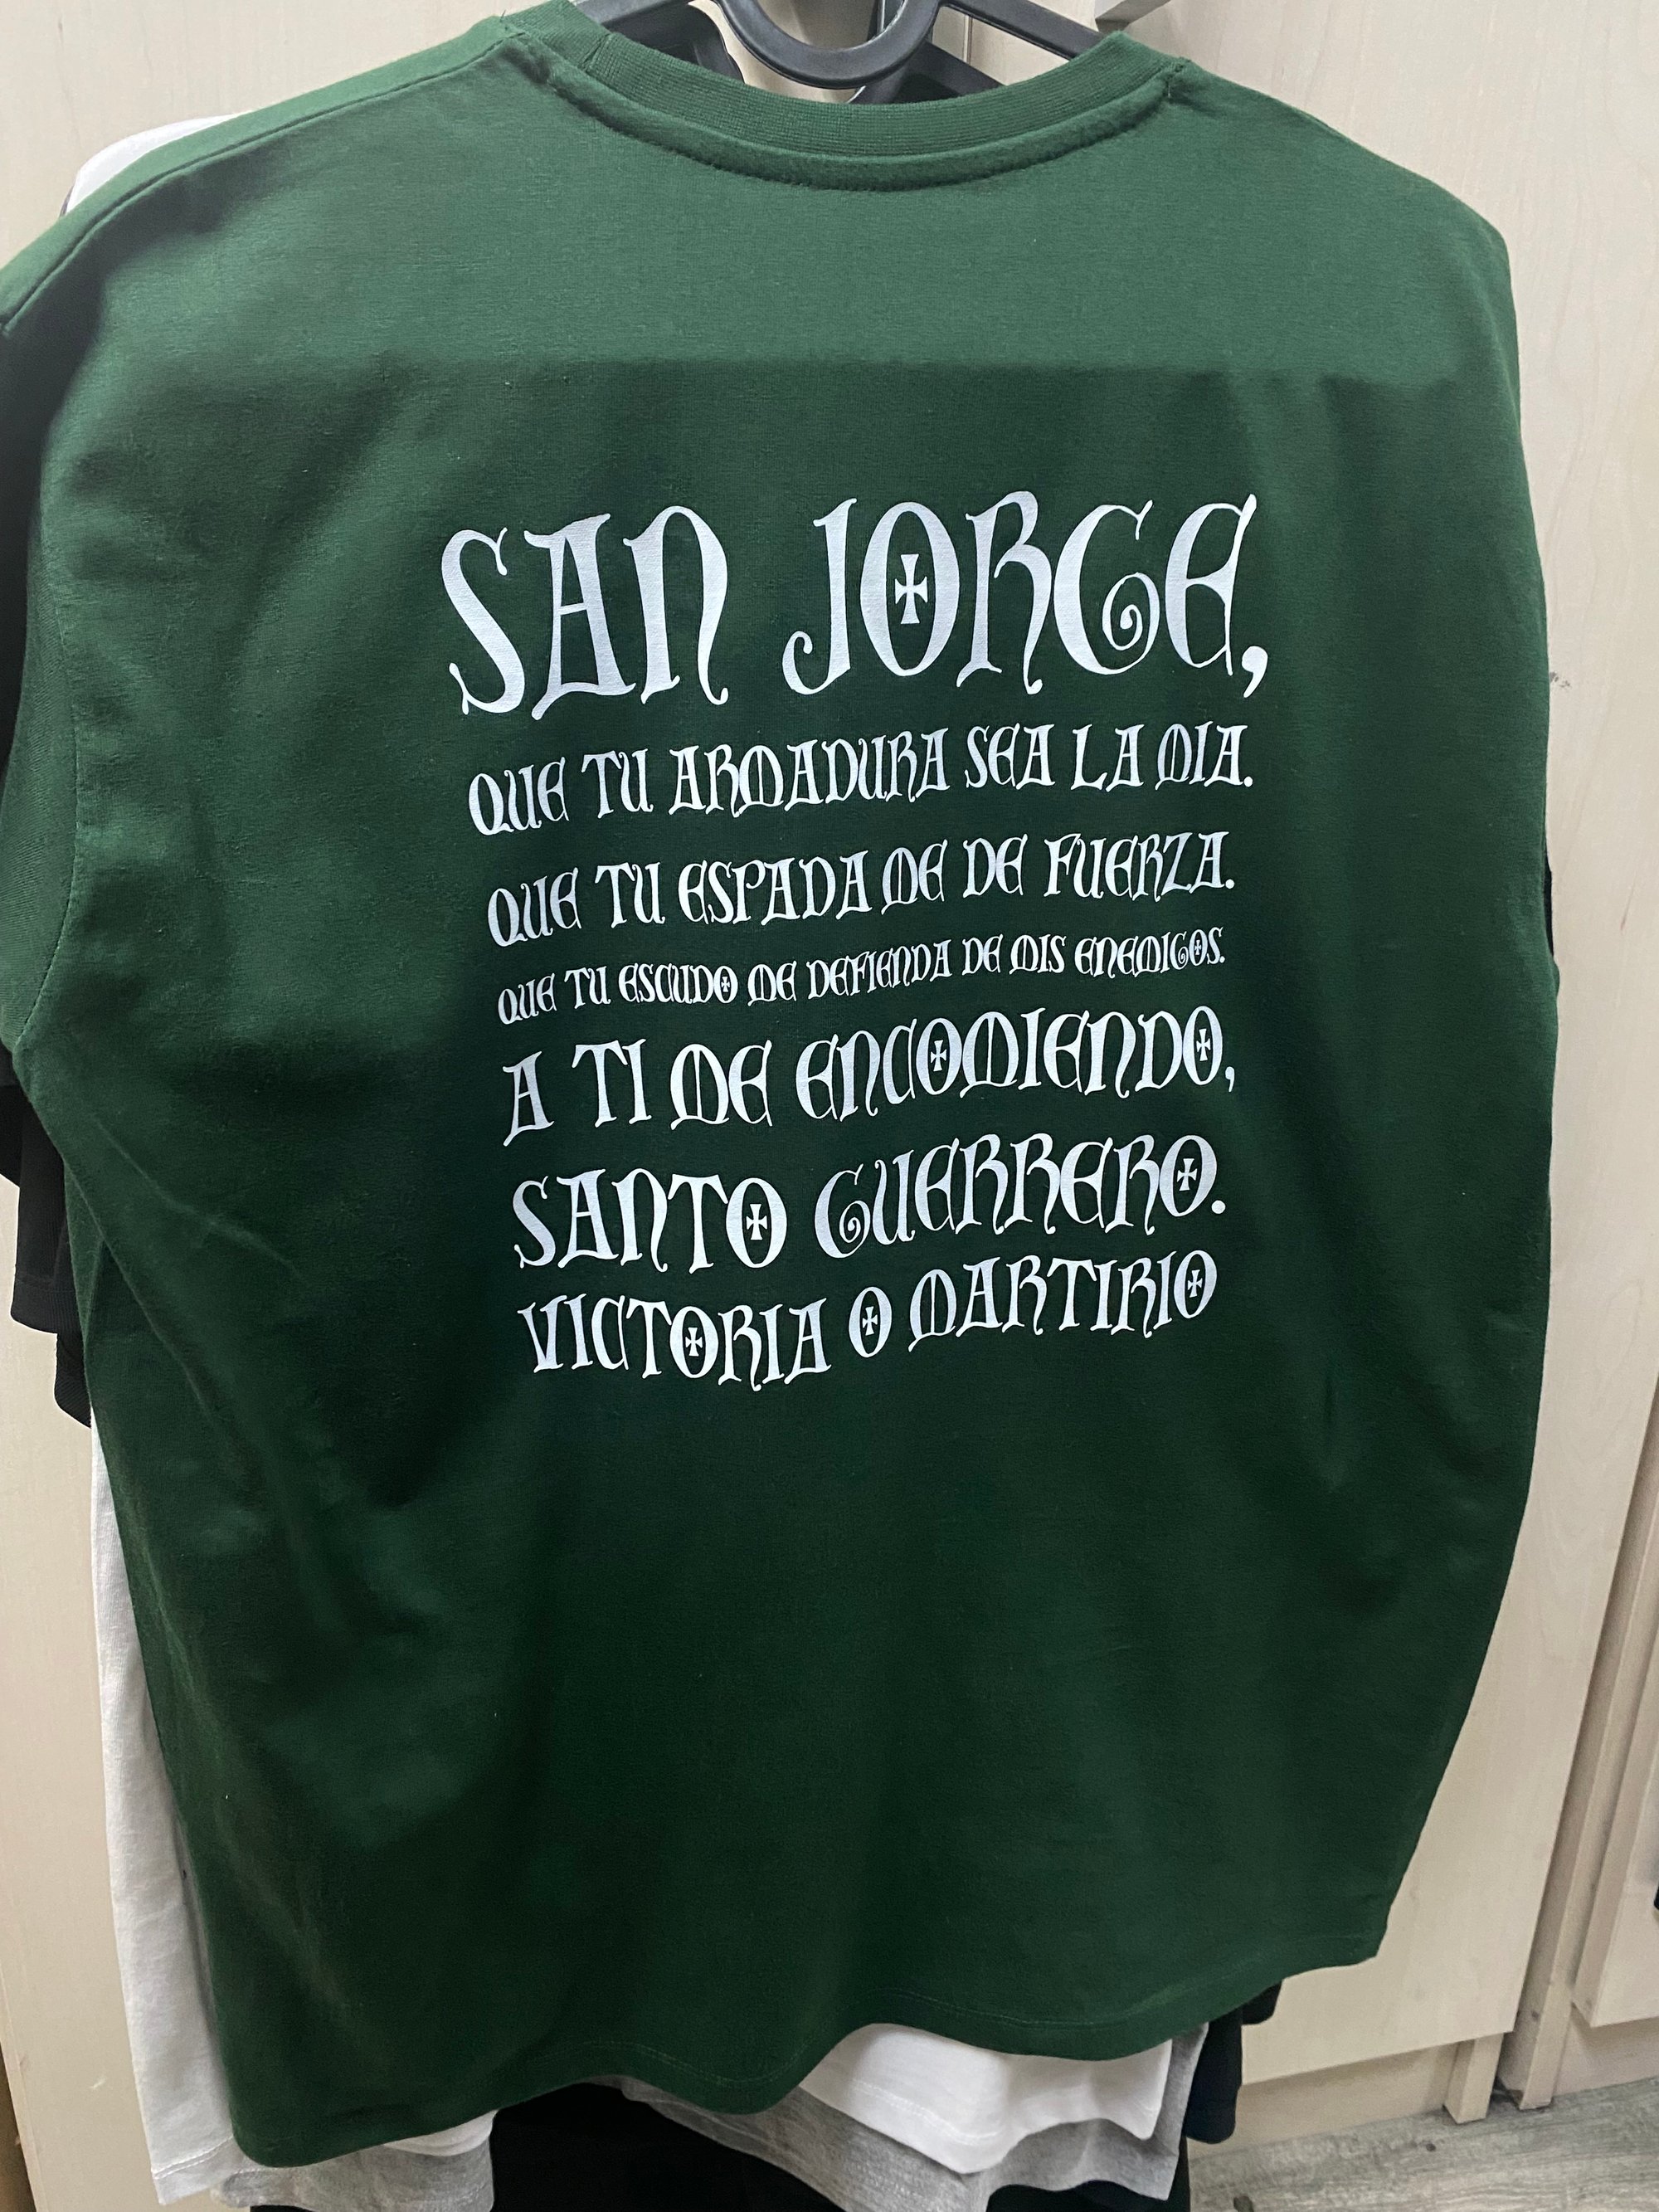 SAN JORGE,
QUE TU ARMADURA SEA LA MIA.
QUE TU ESPADA ME DE FUERZA.
QUE TU ESCUDO ME DEFIENDA DE MIS ENEMIGOS.
A TI ME ENCOMIENDO,
SANTO GUERRERO.
VICTORIA O MARTIRIO